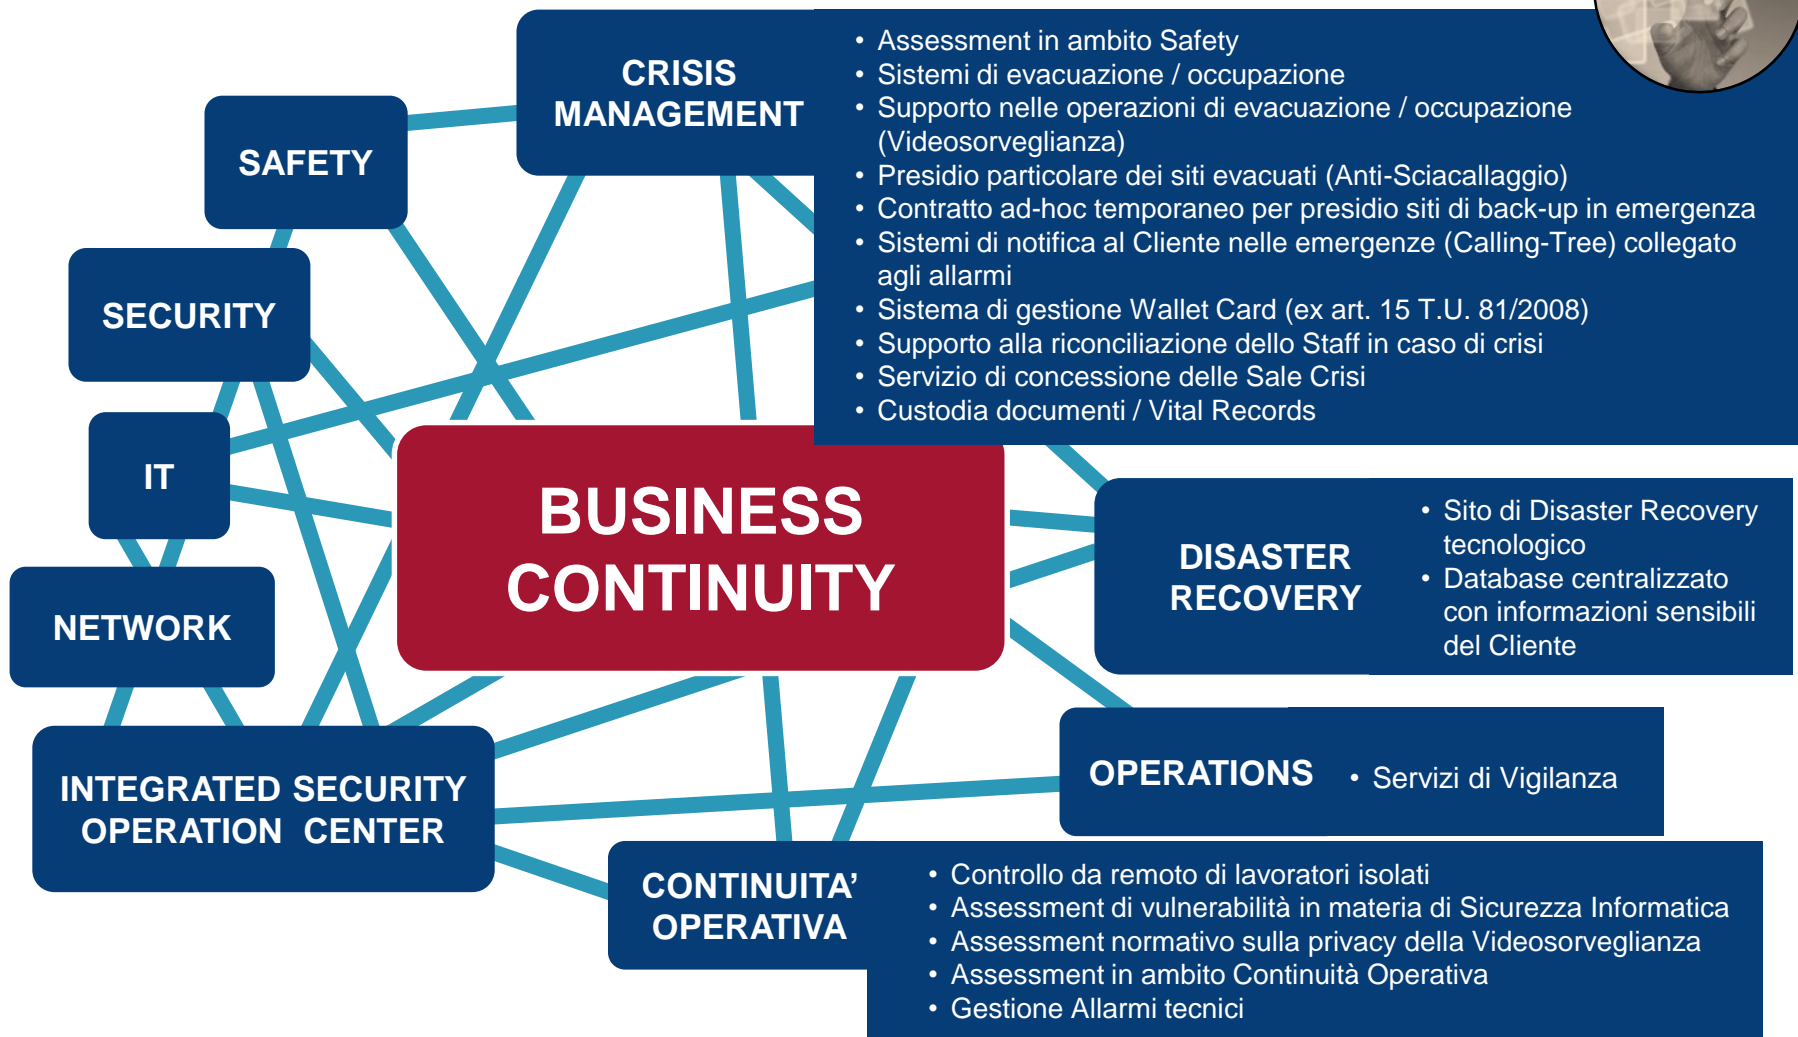 CRISIS
MANAGEMENT
• Assessment in ambito Safety
• Sistemi di evacuazione / occupazione
• Supporto nelle operazioni di evacuazione / occupazione
(Videosorveglianza)
• Presidio particolare dei siti evacuati (Anti-Sciacallaggio)
• Contratto ad-hoc temporaneo per presidio siti di back-up in emergenza
• Sistemi di notifica al Cliente nelle emergenze (Calling-Tree) collegato
agli allarmi
• Sistema di gestione Wallet Card (ex art. 15 T.U. 81/2008)
• Supporto alla riconciliazione dello Staff in caso di crisi
• Servizio di concessione delle Sale Crisi
• Custodia documenti / Vital Records
SAFETY
SECURITY
IT
NETWORK
INTEGRATED SECURITY
OPERATION CENTER
BUSINESS
CONTINUITY
DISASTER
RECOVERY
• Sito di Disaster Recovery
tecnologico
• Database centralizzato
con informazioni sensibili
del Cliente
OPERATIONS
• Servizi di Vigilanza
CONTINUITA’
OPERATIVA
• Controllo da remoto di lavoratori isolati
• Assessment di vulnerabilità in materia di Sicurezza Informatica
• Assessment normativo sulla privacy della Videosorveglianza
• Assessment in ambito Continuità Operativa
• Gestione Allarmi tecnici